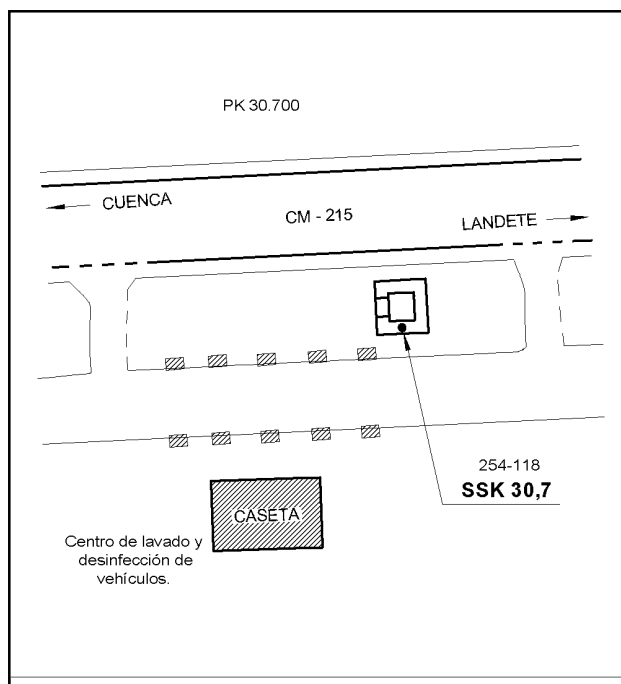 PK 30.700
CUENCA
CM - 215
LANDETE
254-118
SSK 30,7
CASETA
Centro de lavado y
desinfección de
vehículos.